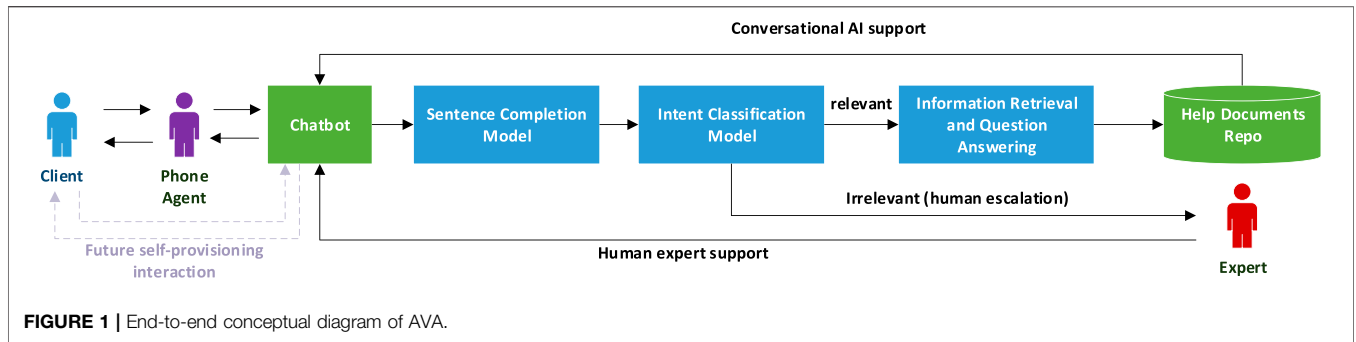 Conversational AI support
Client
Phone
Agent
Chatbot
Sentence Completion
Model
Intent Classification
Model
relevant
Information Retrieval
and Question
Answering
Help Documents
Repo
Irrelevant (human escalation)
Human expert support
Expert
Future self-provisioning
interaction
FIGURE 1 | End-to-end conceptual diagram of AVA.